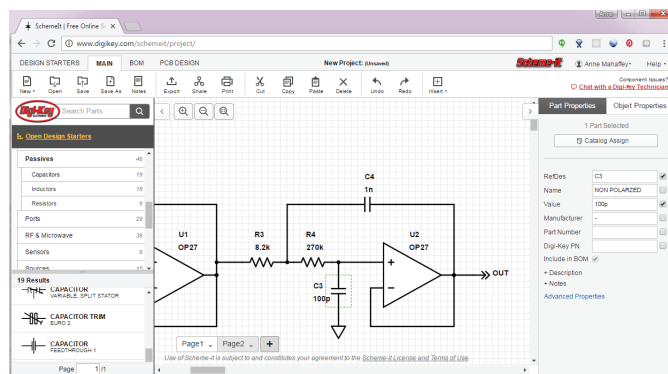 SchemeIt | Free Online S
Anne
www.digikey.com/schemeit/project/
DESIGN STARTERS MAIN BOM PCB DESIGN New Project: (Unsaved) Scheme-it Anne Mahaffey Help
New Open Save Save As Notes Export Share Print Cut Copy Paste Delete Undo Redo Insert
Component Issues?
Chat with a Digi-Key Technician
Digi-Key Search Parts
Open Design Starters
Passives 46
Capacitors 19
Inductors 18
Resistors 9
Ports 29
RF & Microwave 36
Sensors 6
Sources 15
19 Results
CAPACITOR
VARIABLE, SPLIT STATOR
CAPACITOR TRIM
EURO 2
CAPACITOR
FEEDTHROUGH 1
Page 1 /1
C4
1n
U1 R3 R4 U2
OP27 8.2k 270k OP27
OUT
C3
100p
Page1 Page2 +
Use of Scheme-it is subject to and constitutes your agreement to the Scheme-it License and Terms of Use
Part Properties Object Properties
1 Part Selected
Catalog Assign
RefDes C3
Name NON POLARIZED
Value 100p
Manufacturer -
Part Number
Digi-Key PN
Include in BOM
+ Description
+ Notes
Advanced Properties